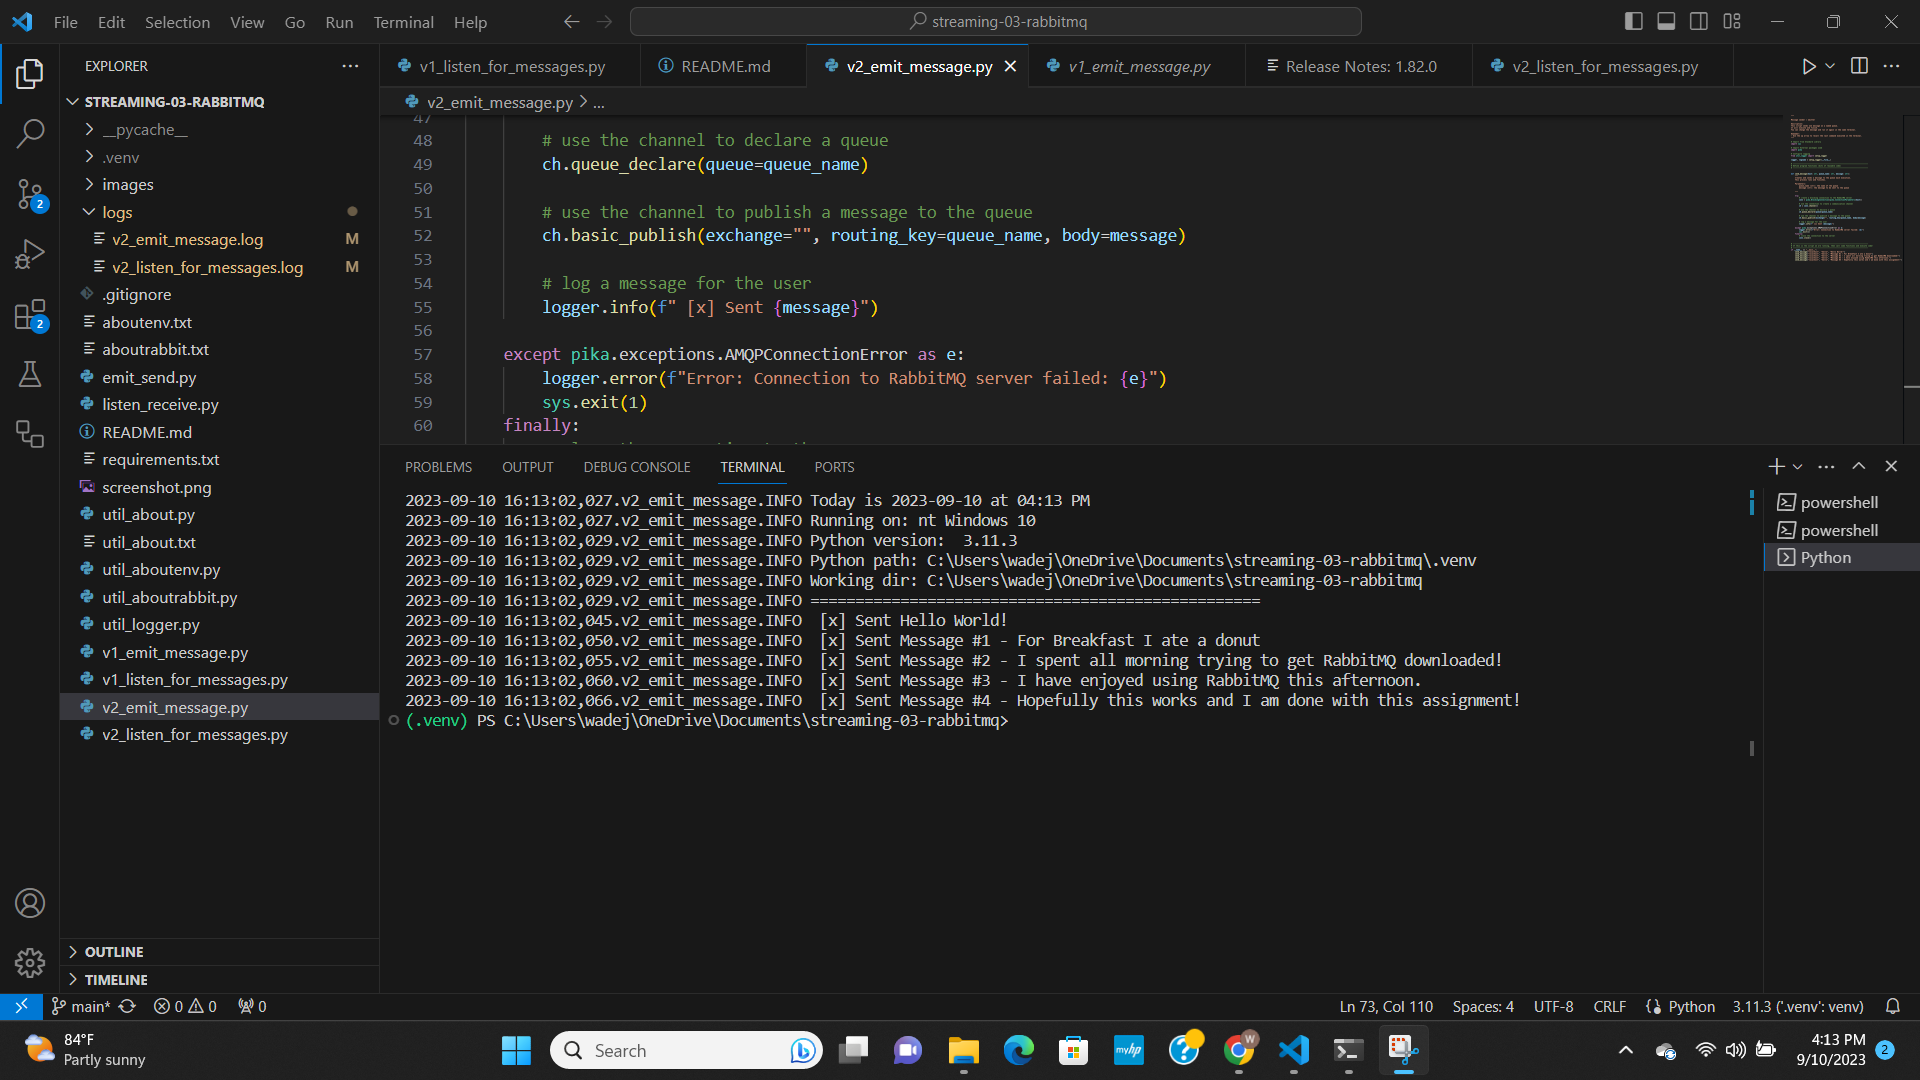 File Edit Selection View Go Run Terminal Help
streaming-03-rabbitmq
EXPLORER
v1_listen_for_messages.py
README.md
v2_emit_message.py
v1_emit_message.py
Release Notes: 1.82.0
v2_listen_for_messages.py
STREAMING-03-RABBITMQ
__pycache__
.venv
images
logs
v2_emit_message.log M
v2_listen_for_messages.log M
.gitignore
aboutenv.txt
aboutrabbit.txt
emit_send.py
listen_receive.py
README.md
requirements.txt
screenshot.png
util_about.py
util_about.txt
util_aboutenv.py
util_aboutrabbit.py
util_logger.py
v1_emit_message.py
v1_listen_for_messages.py
v2_emit_message.py
v2_listen_for_messages.py
OUTLINE
TIMELINE
2
2
v2_emit_message.py > ...
47
48 # use the channel to declare a queue
49 ch.queue_declare(queue=queue_name)
50
51 # use the channel to publish a message to the queue
52 ch.basic_publish(exchange="", routing_key=queue_name, body=message)
53
54 # log a message for the user
55 logger.info(f" [x] Sent {message}")
56
57 except pika.exceptions.AMQPConnectionError as e:
58 logger.error(f"Error: Connection to RabbitMQ server failed: {e}")
59 sys.exit(1)
60 finally:
PROBLEMS OUTPUT DEBUG CONSOLE TERMINAL PORTS
2023-09-10 16:13:02,027.v2_emit_message.INFO Today is 2023-09-10 at 04:13 PM
2023-09-10 16:13:02,027.v2_emit_message.INFO Running on: nt Windows 10
2023-09-10 16:13:02,029.v2_emit_message.INFO Python version:  3.11.3
2023-09-10 16:13:02,029.v2_emit_message.INFO Python path: C:\Users\wadej\OneDrive\Documents\streaming-03-rabbitmq\.venv
2023-09-10 16:13:02,029.v2_emit_message.INFO Working dir: C:\Users\wadej\OneDrive\Documents\streaming-03-rabbitmq
2023-09-10 16:13:02,029.v2_emit_message.INFO ==================================================
2023-09-10 16:13:02,045.v2_emit_message.INFO  [x] Sent Hello World!
2023-09-10 16:13:02,050.v2_emit_message.INFO  [x] Sent Message #1 - For Breakfast I ate a donut
2023-09-10 16:13:02,055.v2_emit_message.INFO  [x] Sent Message #2 - I spent all morning trying to get RabbitMQ downloaded!
2023-09-10 16:13:02,060.v2_emit_message.INFO  [x] Sent Message #3 - I have enjoyed using RabbitMQ this afternoon.
2023-09-10 16:13:02,066.v2_emit_message.INFO  [x] Sent Message #4 - Hopefully this works and I am done with this assignment!
(.venv) PS C:\Users\wadej\OneDrive\Documents\streaming-03-rabbitmq>
powershell
powershell
Python
main* 0 0 0
Ln 73, Col 110 Spaces: 4 UTF-8 CRLF Python 3.11.3 ('.venv': venv)
84°F
Partly sunny
Search
myhp
W
4:13 PM
9/10/2023
2